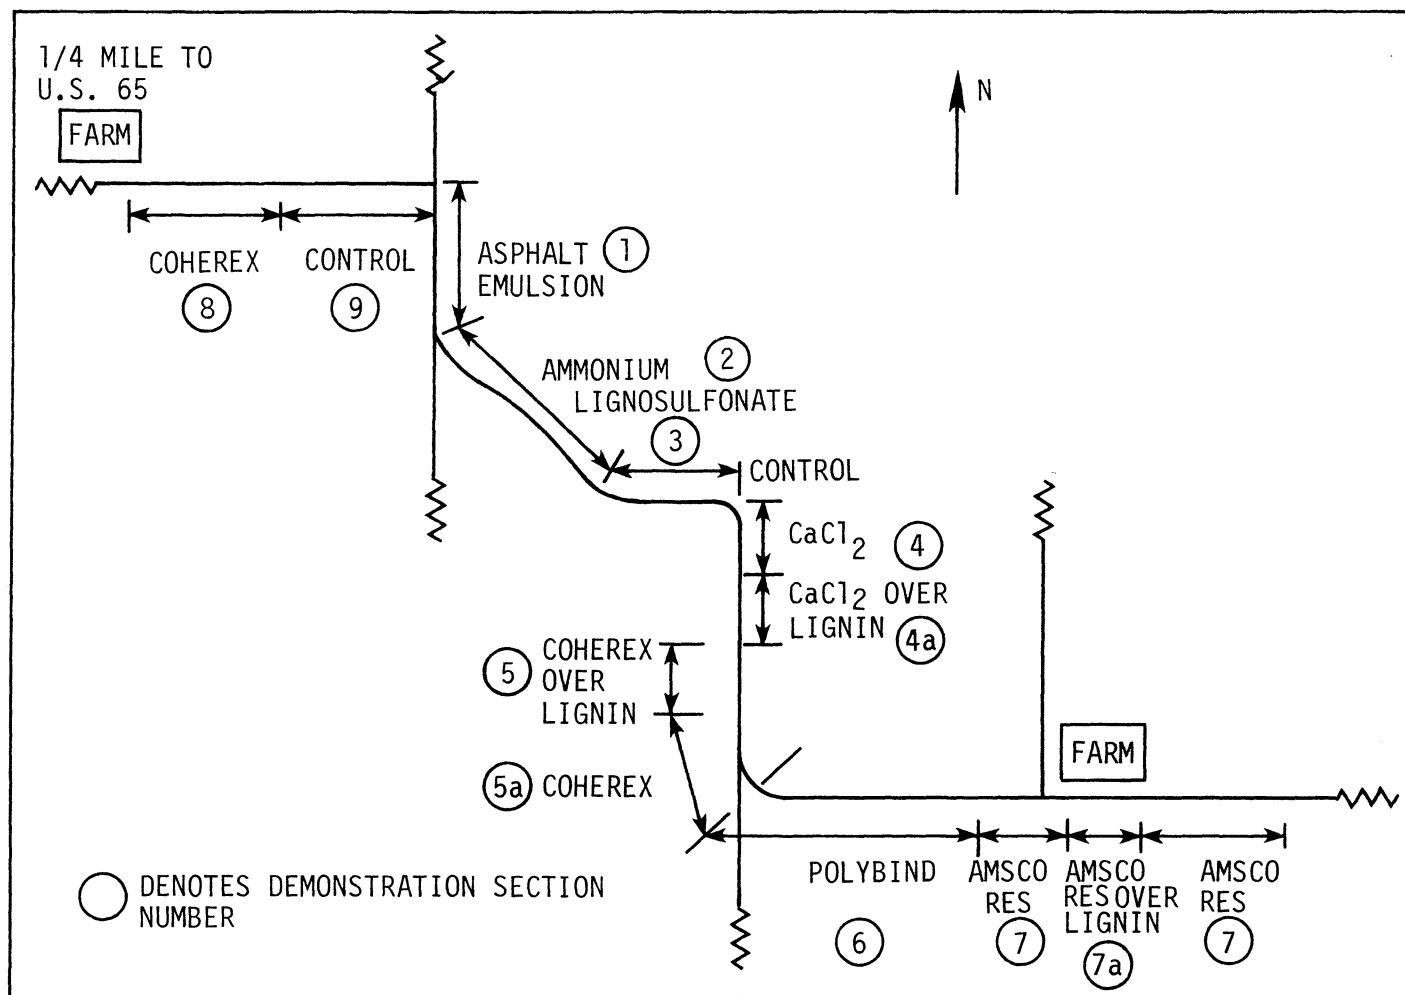 1/4 MILE TO
U.S. 65
FARM
N
COHEREX
8
CONTROL
9
ASPHALT 1
EMULSION
AMMONIUM 2
LIGNOSULFONATE
3
CONTROL
CaCl2 4
CaCl2 OVER
LIGNIN 4a
5 COHEREX
OVER
LIGNIN
5a COHEREX
FARM
POLYBIND
6
AMSCO
RES
7
AMSCO
RES OVER
LIGNIN
7a
AMSCO
RES
7
DENOTES DEMONSTRATION SECTION
NUMBER